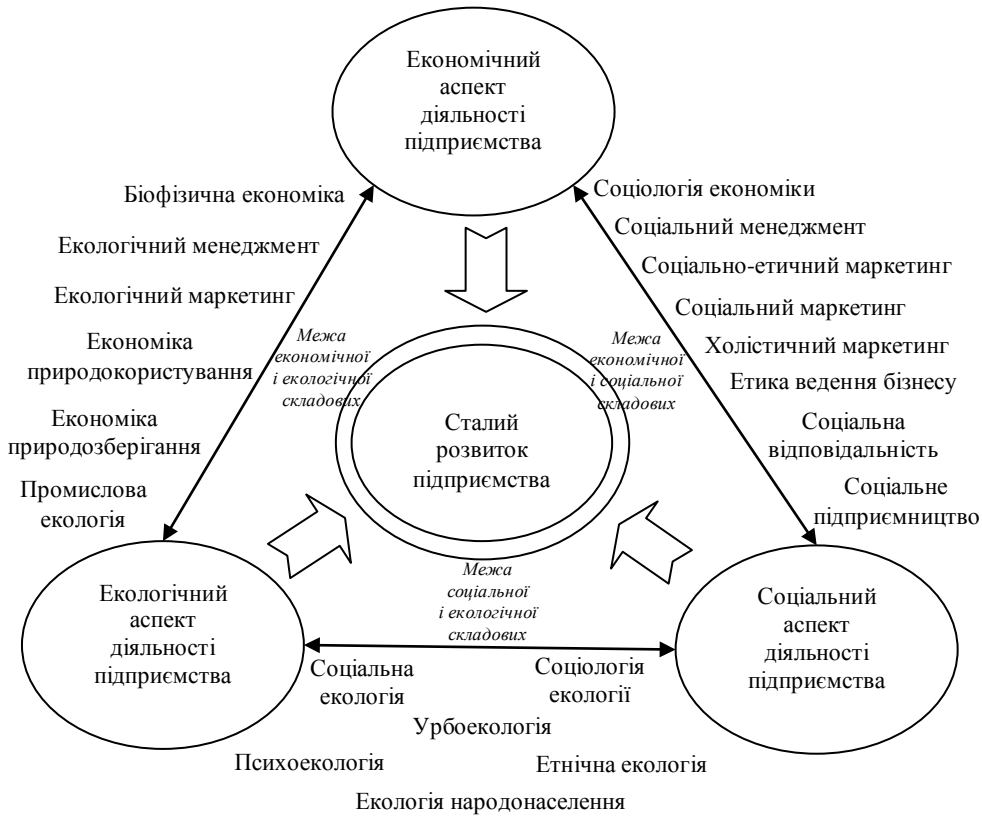 Економічний
аспект
діяльності
підприємства
Біофізична економіка
Екологічний менеджмент
Екологічний маркетинг
Економіка
природокористування
Економіка
природозберігання
Промислова
екологія
Соціологія економіки
Соціальний менеджмент
Соціально-етичний маркетинг
Соціальний маркетинг
Холістичний маркетинг
Етика ведення бізнесу
Соціальна
відповідальність
Соціальне
підприємництво
Межа
економічної
і екологічної
складових
Межа
економічної
і соціальної
складових
Сталий
розвиток
підприємства
Межа
соціальної
і екологічної
складових
Екологічний
аспект
діяльності
підприємства
Соціальний
аспект
діяльності
підприємства
Соціальна
екологія
Соціологія
екології
Урбоекологія
Психоекологія
Етнічна екологія
Екологія народонаселення